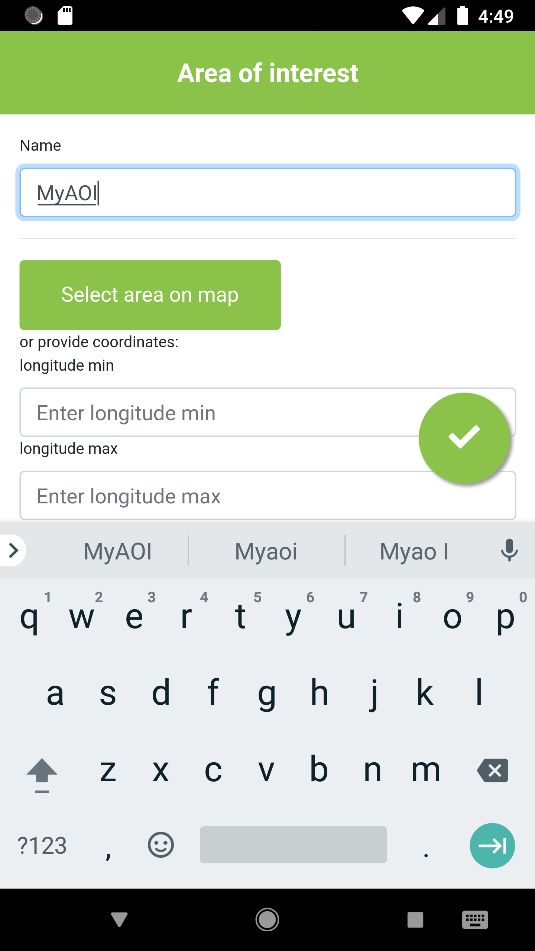 4:49
Area of interest
Name
MyAOI
Select area on map
or provide coordinates:
longitude min
Enter longitude min
longitude max
Enter longitude max
MyAOI Myaoi Myao I
1 2 3 4 5 6 7 8 9 0
q w e r t y u i o p
a s d f g h j k l
z x c v b n m
?123 , .